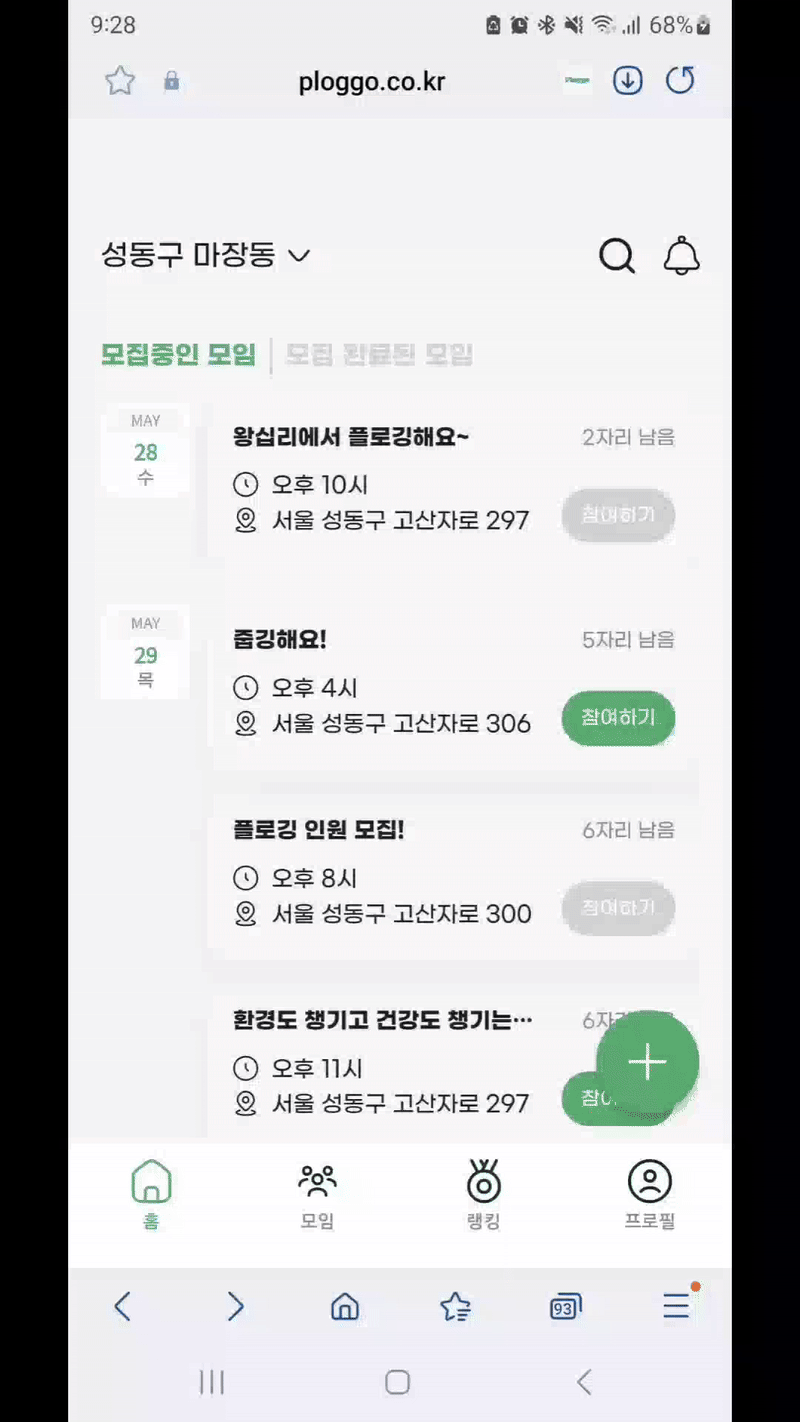 9:28
68%
ploggo.co.kr
성동구 마장동
모집중인 모임
모집 완료된 모임
MAY
28
수
왕십리에서 플로깅해요~
2자리 남음
오후 10시
서울 성동구 고산자로 297
참여하기
MAY
29
목
줍깅해요!
5자리 남음
오후 4시
서울 성동구 고산자로 306
참여하기
플로깅 인원 모집!
6자리 남음
오후 8시
서울 성동구 고산자로 300
참여하기
환경도 챙기고 건강도 챙기는…
6자
오후 11시
서울 성동구 고산자로 297
참여
홈
모임
랭킹
프로필
93